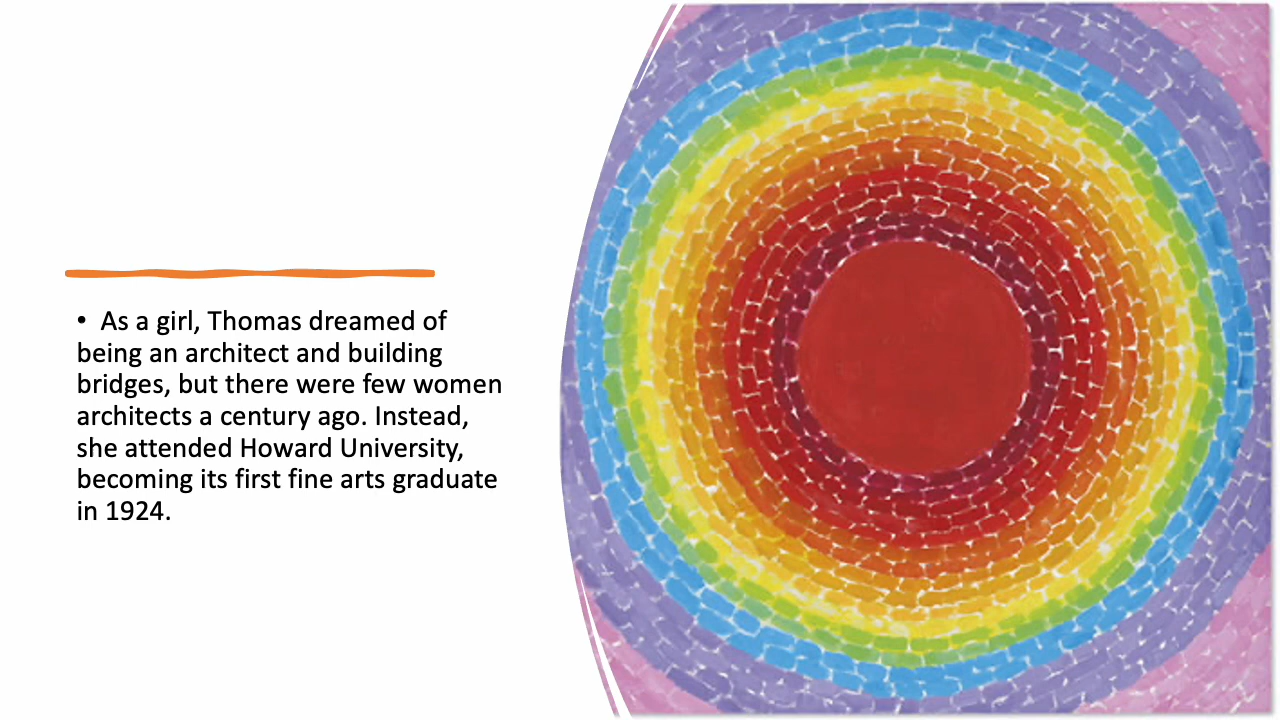 • As a girl, Thomas dreamed of
being an architect and building
bridges, but there were few women
architects a century ago. Instead,
she attended Howard University,
becoming its first fine arts graduate
in 1924.